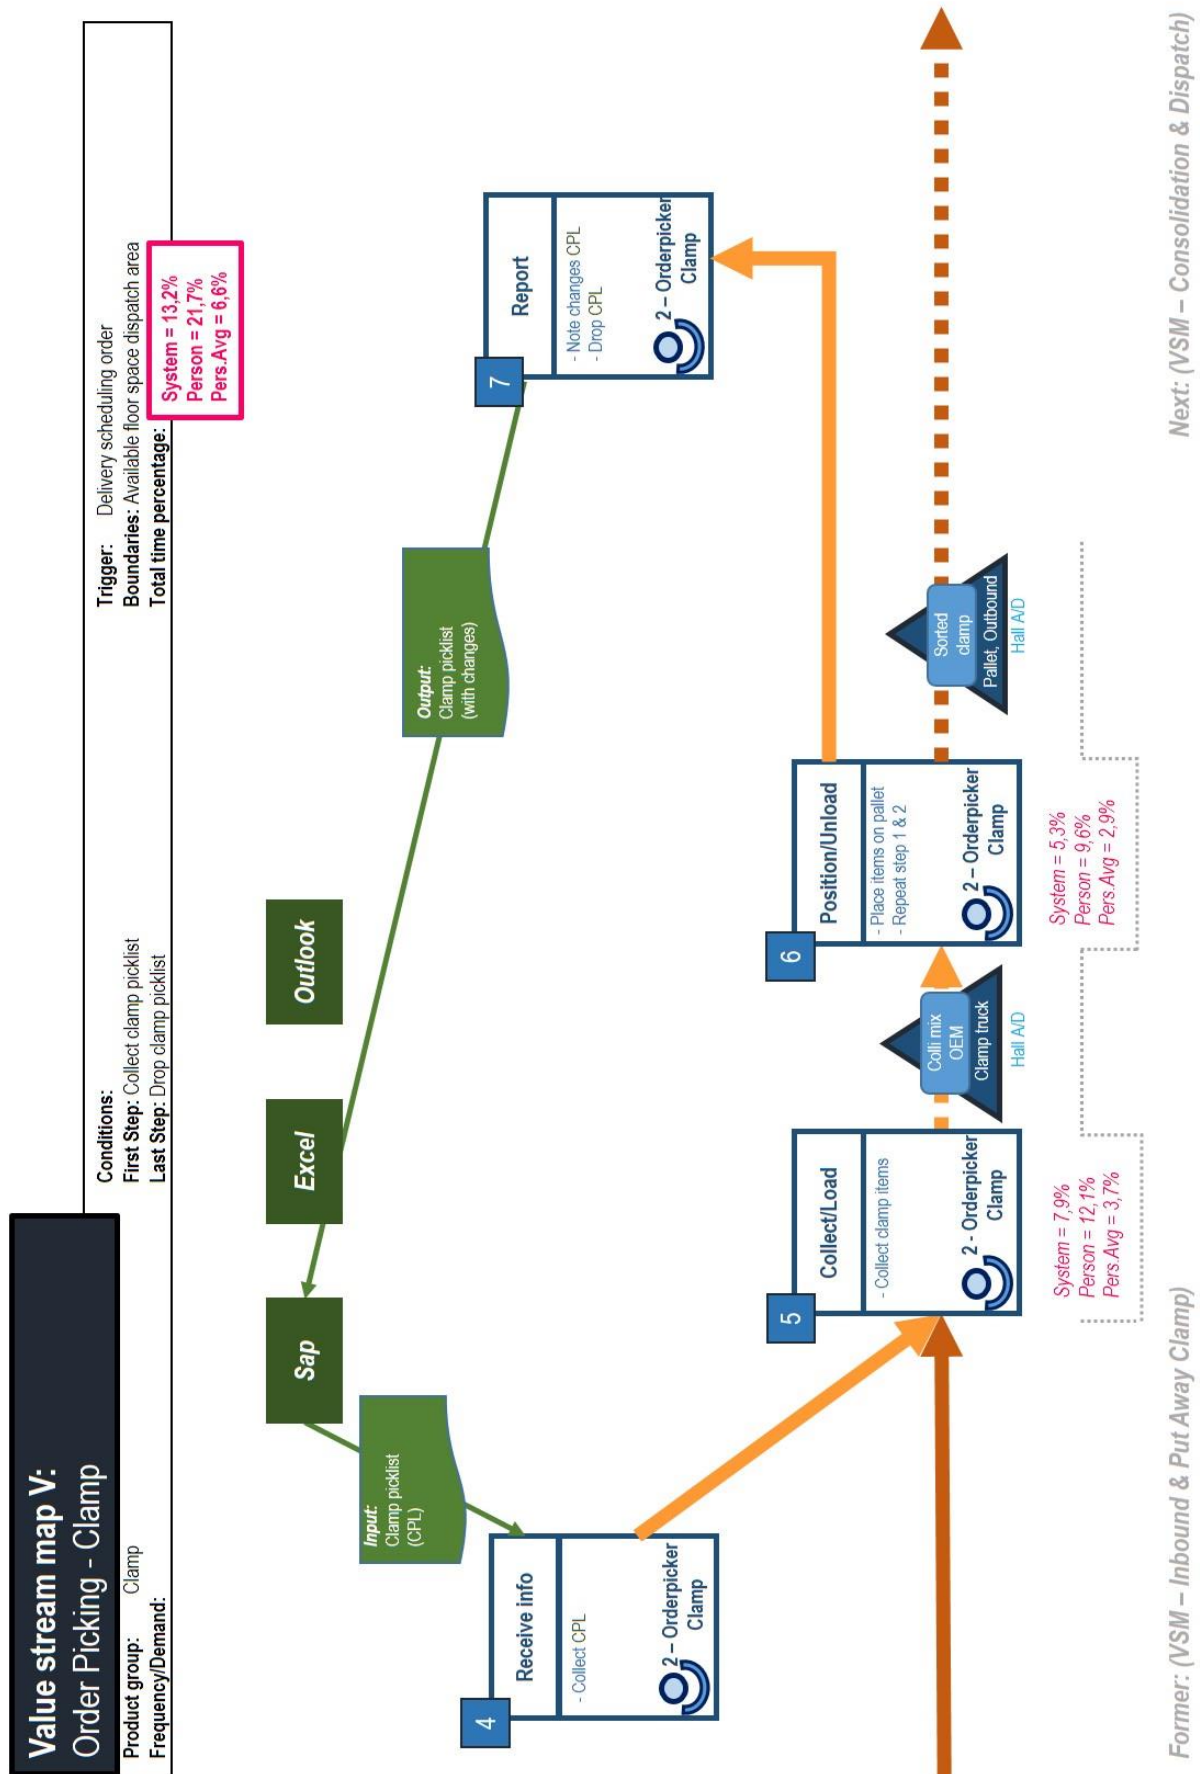 Value stream map V:
Order Picking - Clamp
Product group: Clamp
Frequency/Demand:
Conditions:
First Step: Collect clamp picklist
Last Step: Drop clamp picklist
Trigger: Delivery scheduling order
Boundaries: Available floor space dispatch area
Total time percentage:
System = 13,2%
Person = 21,7%
Pers.Avg = 6,6%
Sap
Excel
Outlook
Input:
Clamp picklist
(CPL)
Output:
Clamp picklist
(with changes)
4
Receive info
- Collect CPL
2 – Orderpicker
Clamp
7
Report
- Note changes CPL
- Drop CPL
2 – Orderpicker
Clamp
5
Collect/Load
- Collect clamp items
2 - Orderpicker
Clamp
Colli mix
OEM
Clamp truck
Hall A/D
6
Position/Unload
- Place items on pallet
- Repeat step 1 & 2
2 – Orderpicker
Clamp
Sorted
clamp
Pallet, Outbound
Hall A/D
System = 7,9%
Person = 12,1%
Pers.Avg = 3,7%
System = 5,3%
Person = 9,6%
Pers.Avg = 2,9%
Former: (VSM – Inbound & Put Away Clamp)
Next: (VSM – Consolidation & Dispatch)